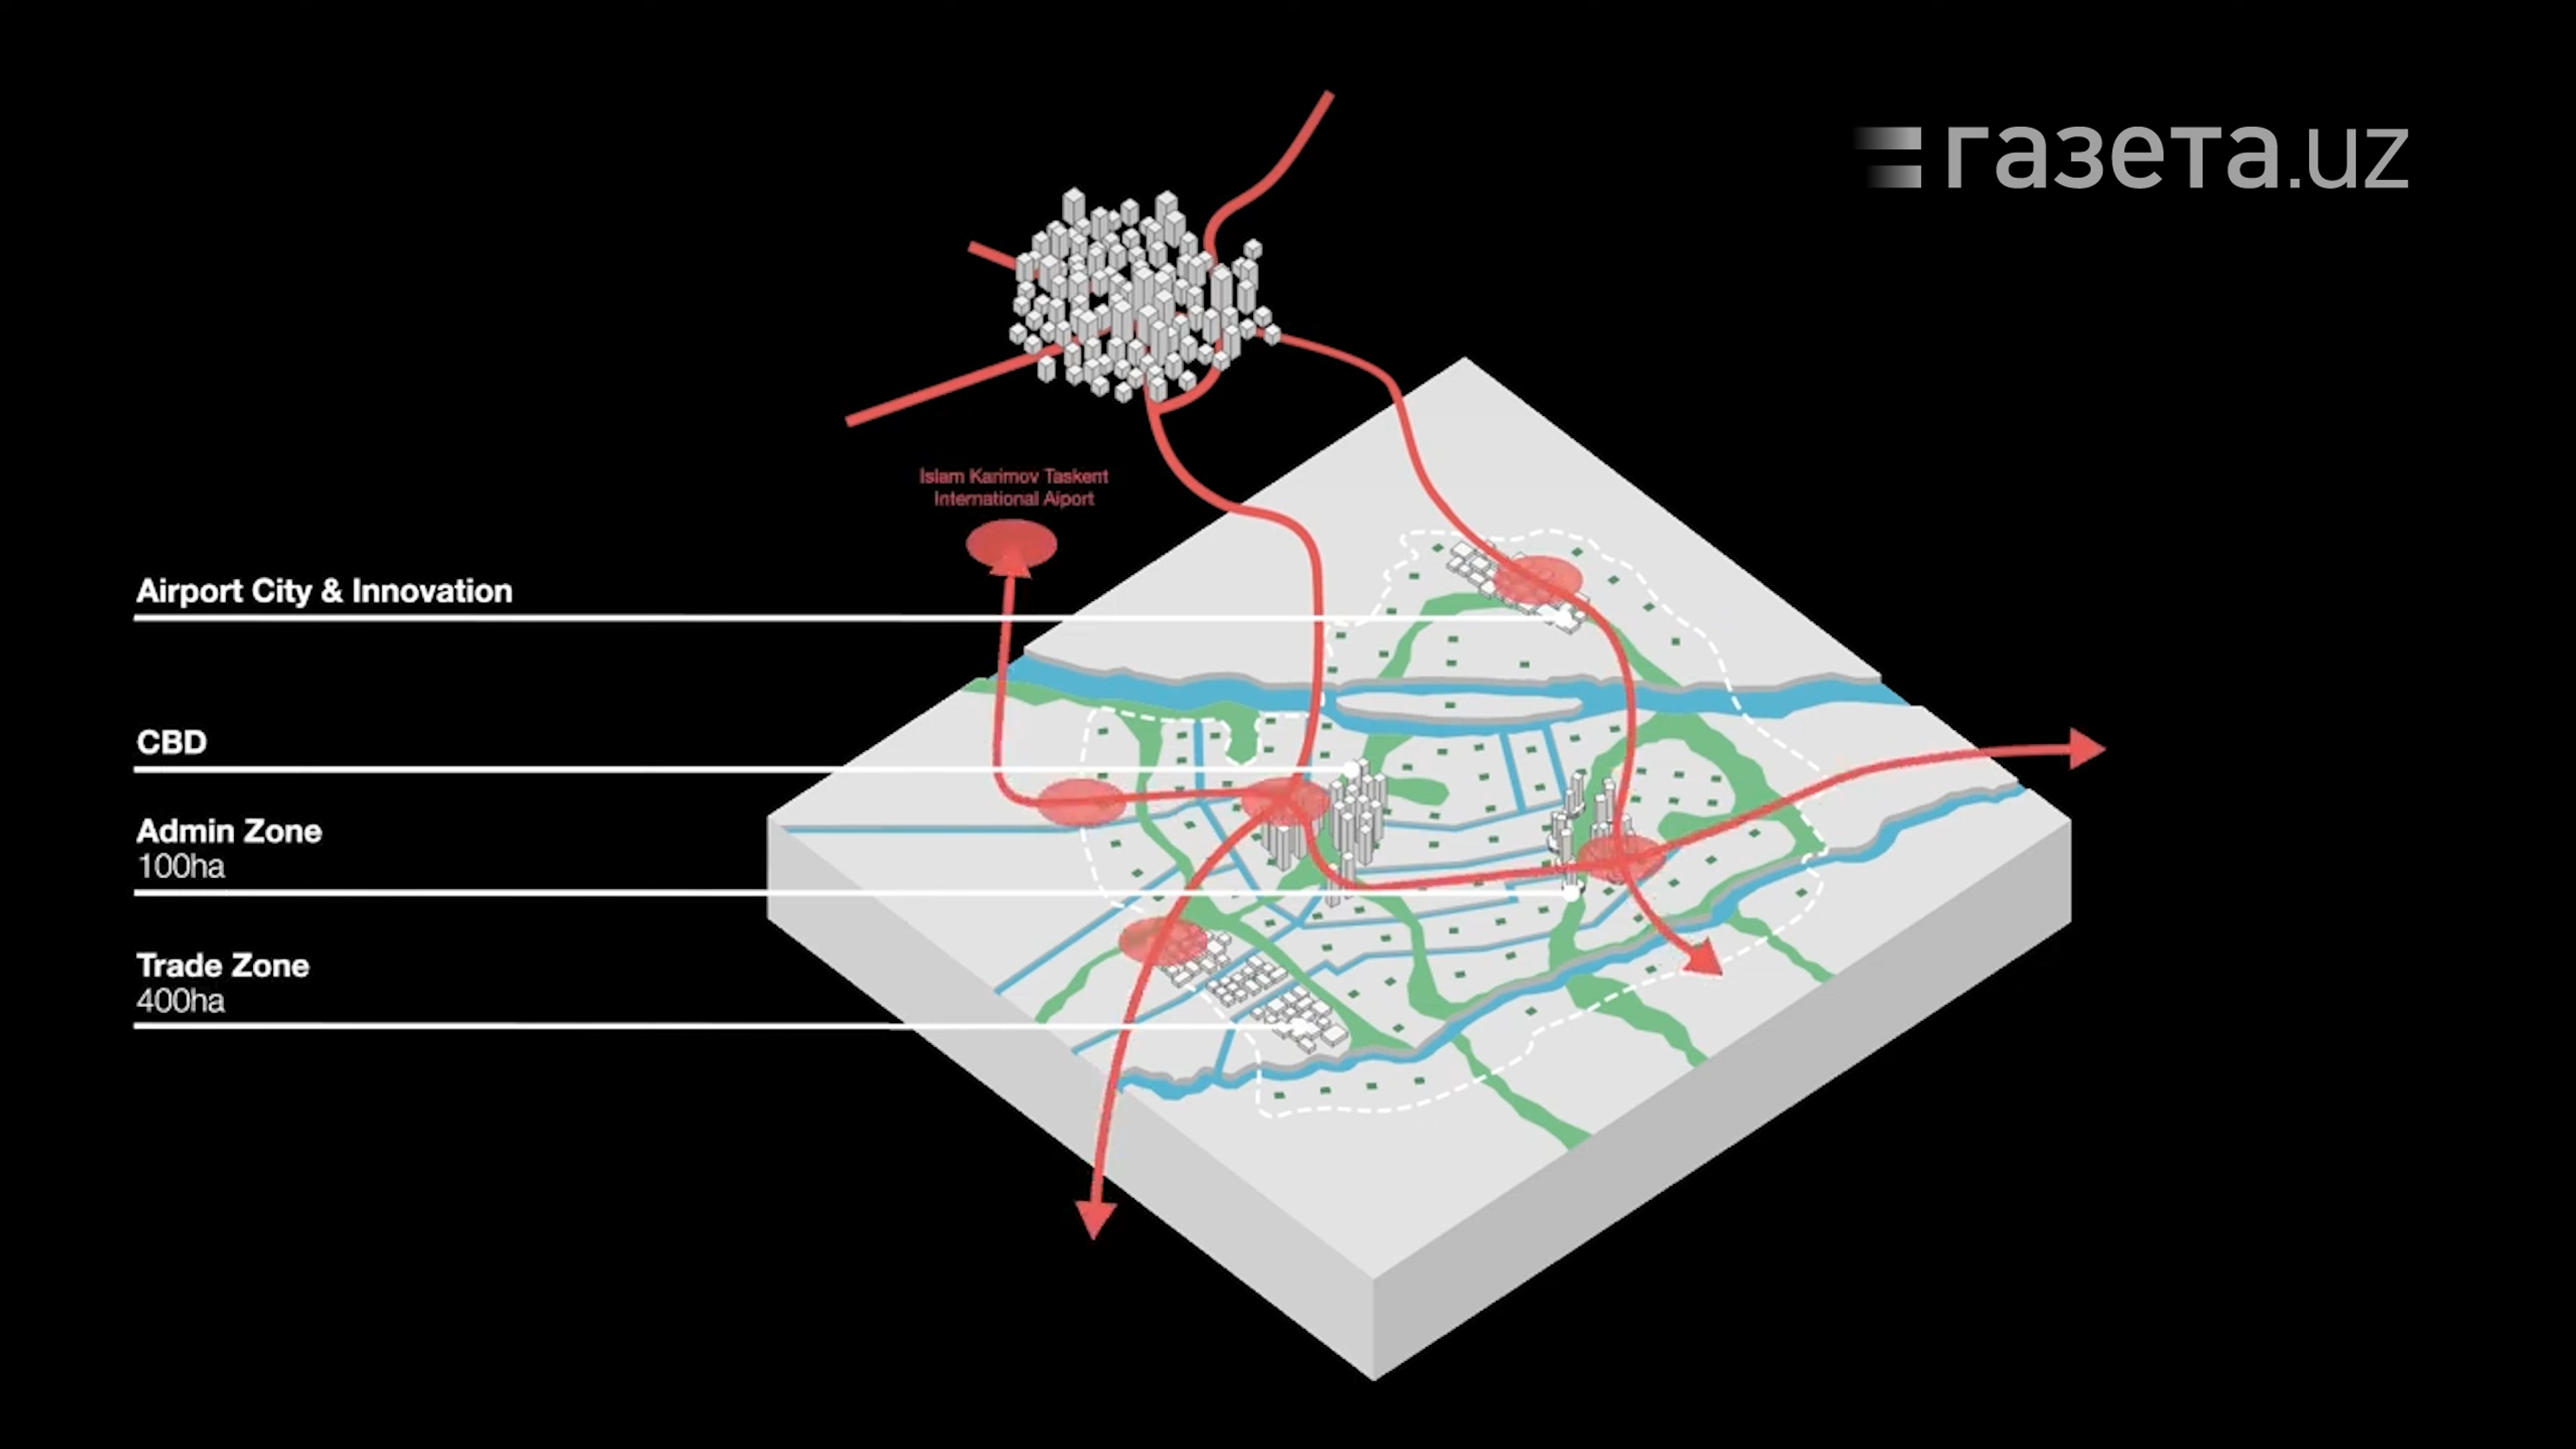 газета.uz
Islam Karimov Taskent
International Aiport
Airport City & Innovation
CBD
Admin Zone
100ha
Trade Zone
400ha